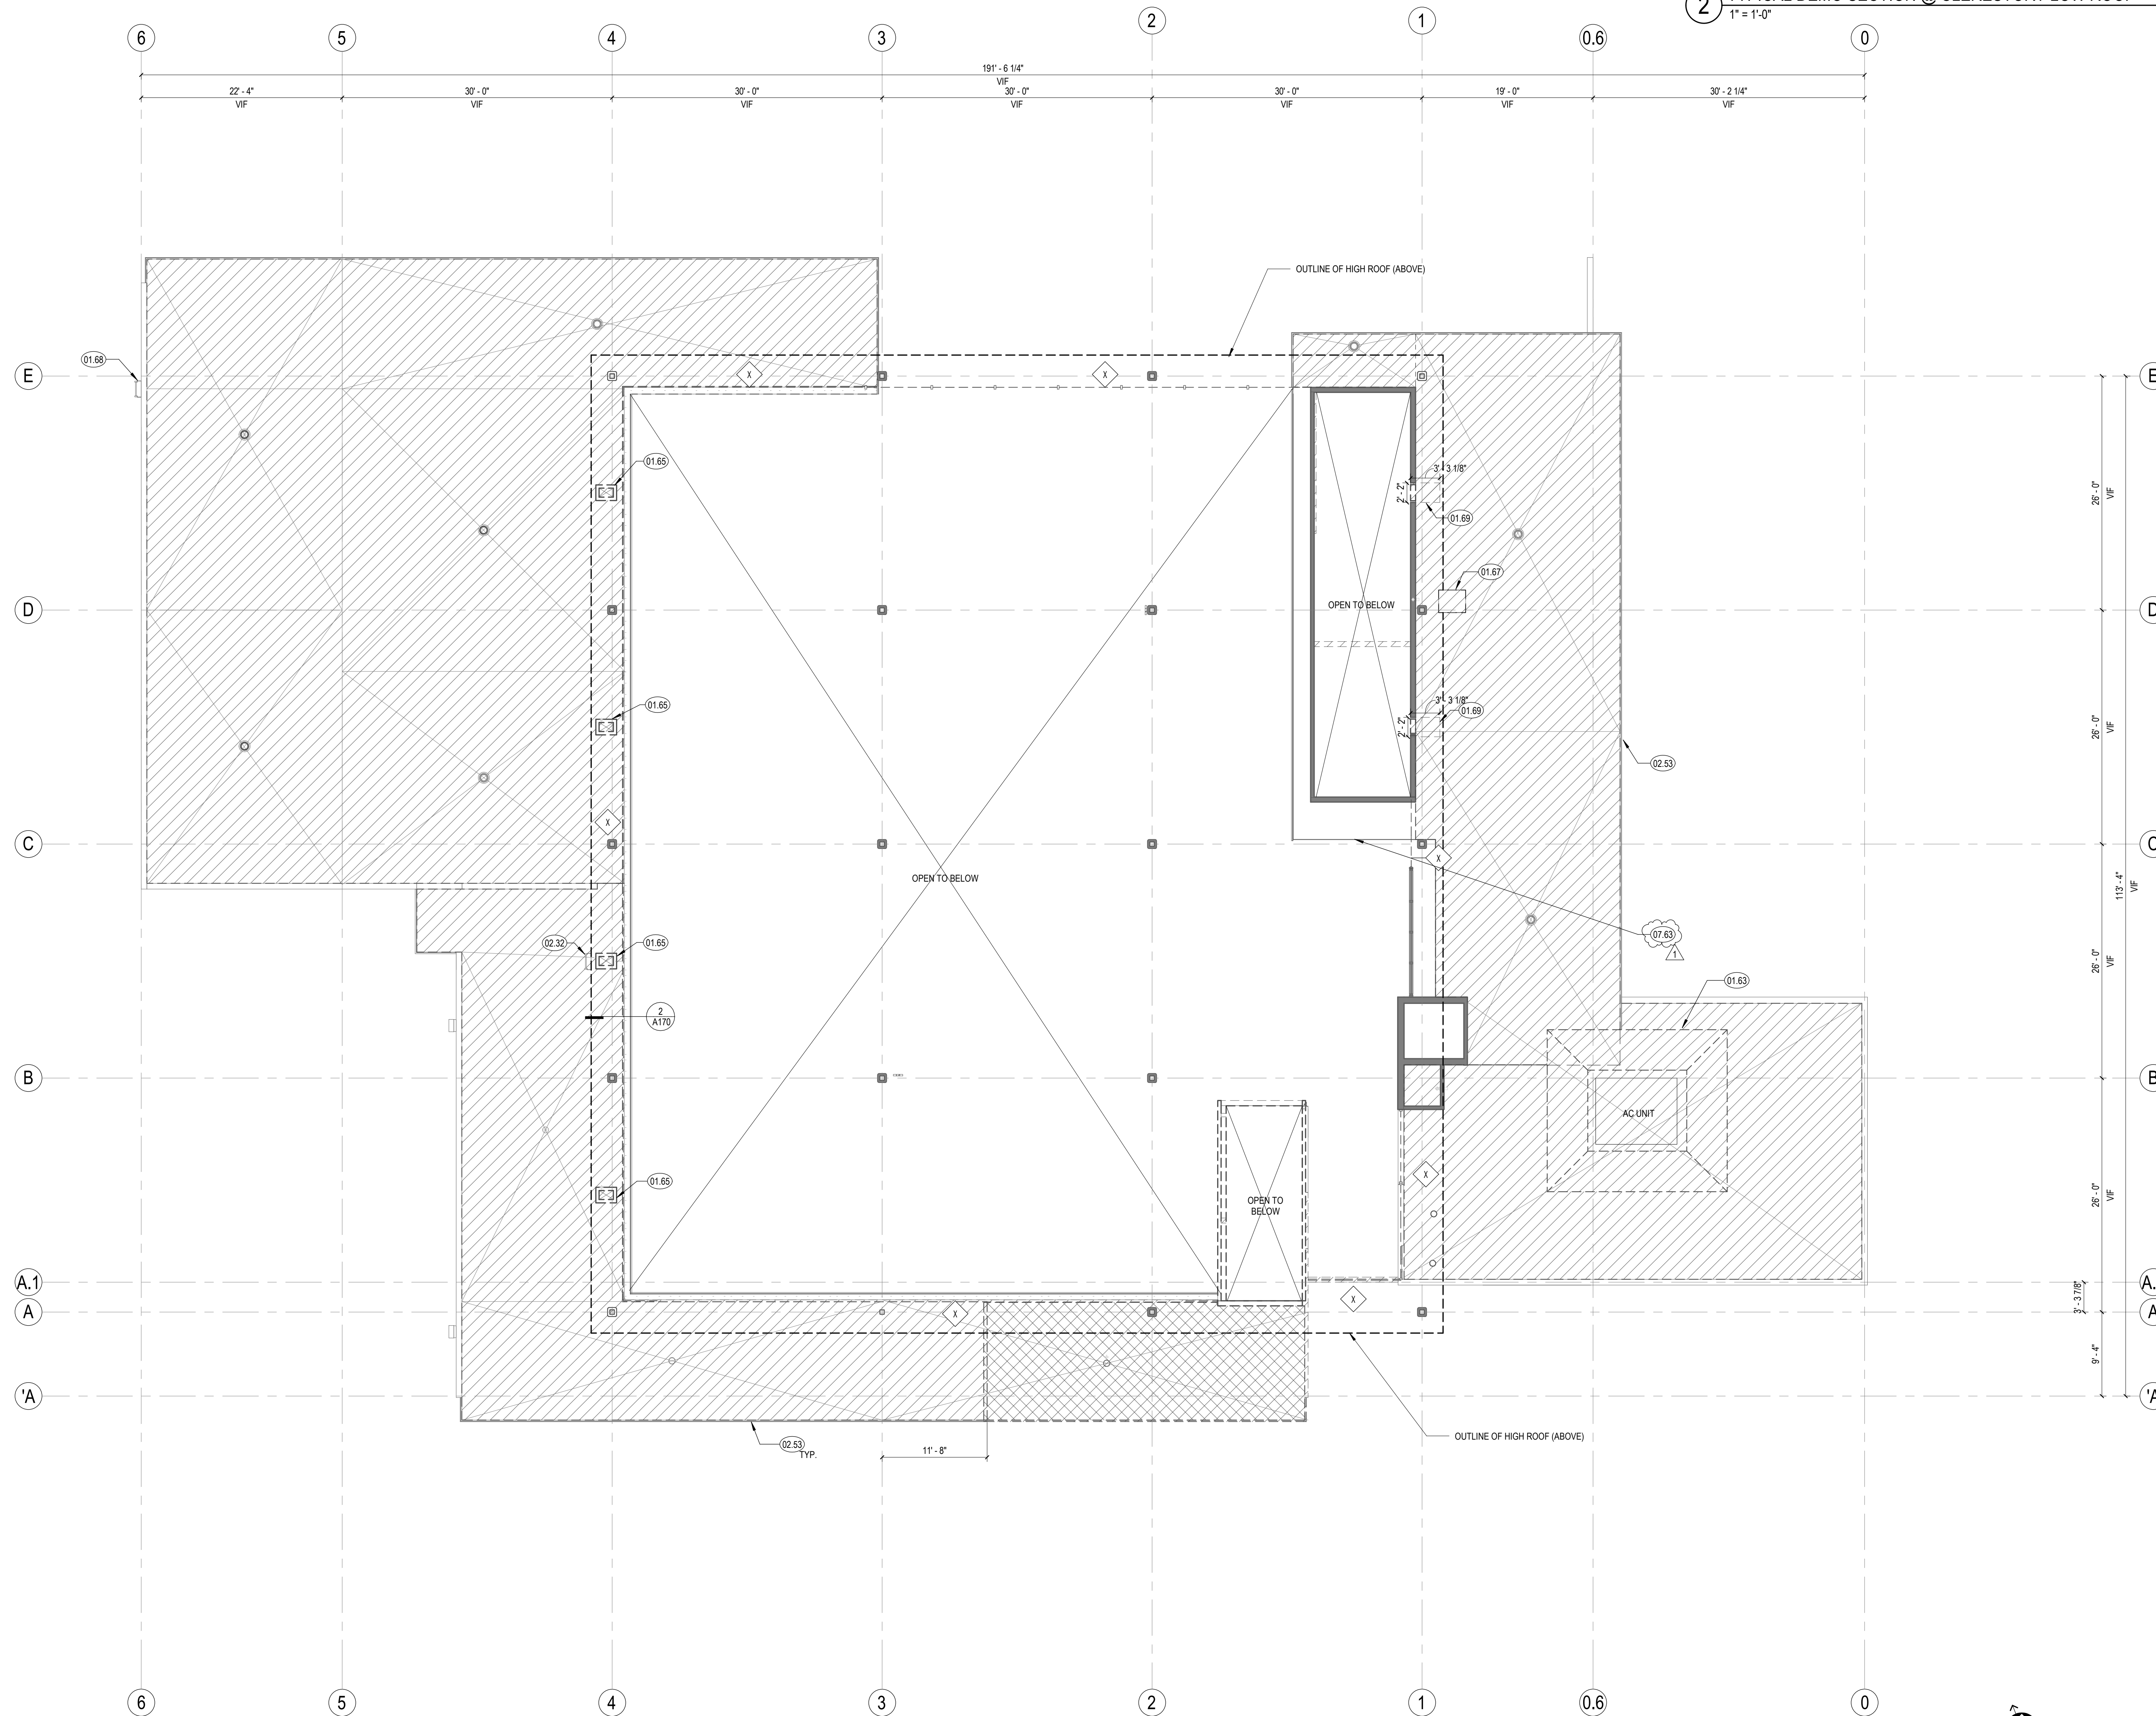 2
1" = 1'-0"
6
5
4
3
2
1
0.6
0
191' - 6 1/4"
VIF
22' - 4"
VIF
30' - 0"
VIF
30' - 0"
VIF
30' - 0"
VIF
30' - 0"
VIF
19' - 0"
VIF
30' - 2 1/4"
VIF
OUTLINE OF HIGH ROOF (ABOVE)
01.68
E
X
X
E
01.65
3' - 3 1/8"
2' - 2"
01.69
26' - 0"
VIF
01.67
D
OPEN TO BELOW
D
01.65
3' - 3 1/8"
2' - 2"
01.69
26' - 0"
VIF
02.53
X
C
X
C
OPEN TO BELOW
113' - 4"
VIF
07.63
1
02.32
01.65
26' - 0"
VIF
01.63
2
A170
B
B
AC UNIT
X
01.65
OPEN TO
BELOW
26' - 0"
VIF
A.1
X
3' - 3 7/8"
A
X
A
9' - 4"
'A
OUTLINE OF HIGH ROOF (ABOVE)
02.53
TYP.
11' - 8"
6
5
4
3
2
1
0.6
0